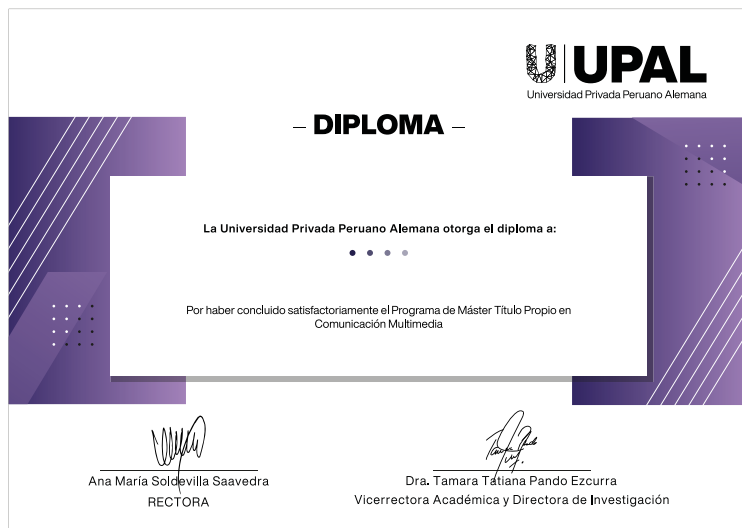 UPAL
Universidad Privada Peruano Alemana
– DIPLOMA –
La Universidad Privada Peruano Alemana otorga el diploma a:
Por haber concluido satisfactoriamente el Programa de Máster Título Propio en
Comunicación Multimedia
Ana María Soldevilla Saavedra
RECTORA
Dra. Tamara Tatiana Pando Ezcurra
Vicerrectora Académica y Directora de Investigación